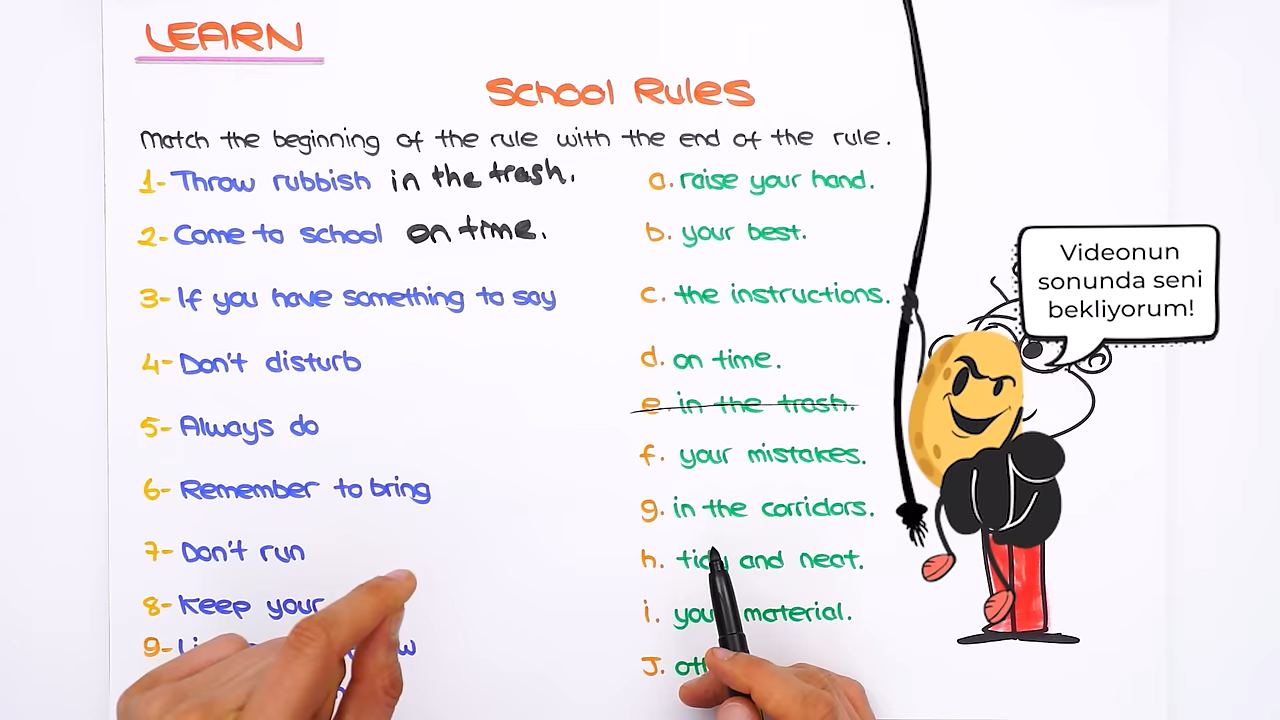 LEARN
School Rules
Match the beginning of the rule with the end of the rule.
1- Throw rubbish in the trash.
a. raise your hand.
2- Come to school on time.
b. your best.
3- If you have something to say
c. the instructions.
4- Don't disturb
d. on time.
5- Always do
e. in the trash.
6- Remember to bring
f. your mistakes.
7- Don't run
g. in the corridors.
8- Keep your
h. and neat.
9-
i. material.
J.
Videonun
sonunda seni
bekliyorum!